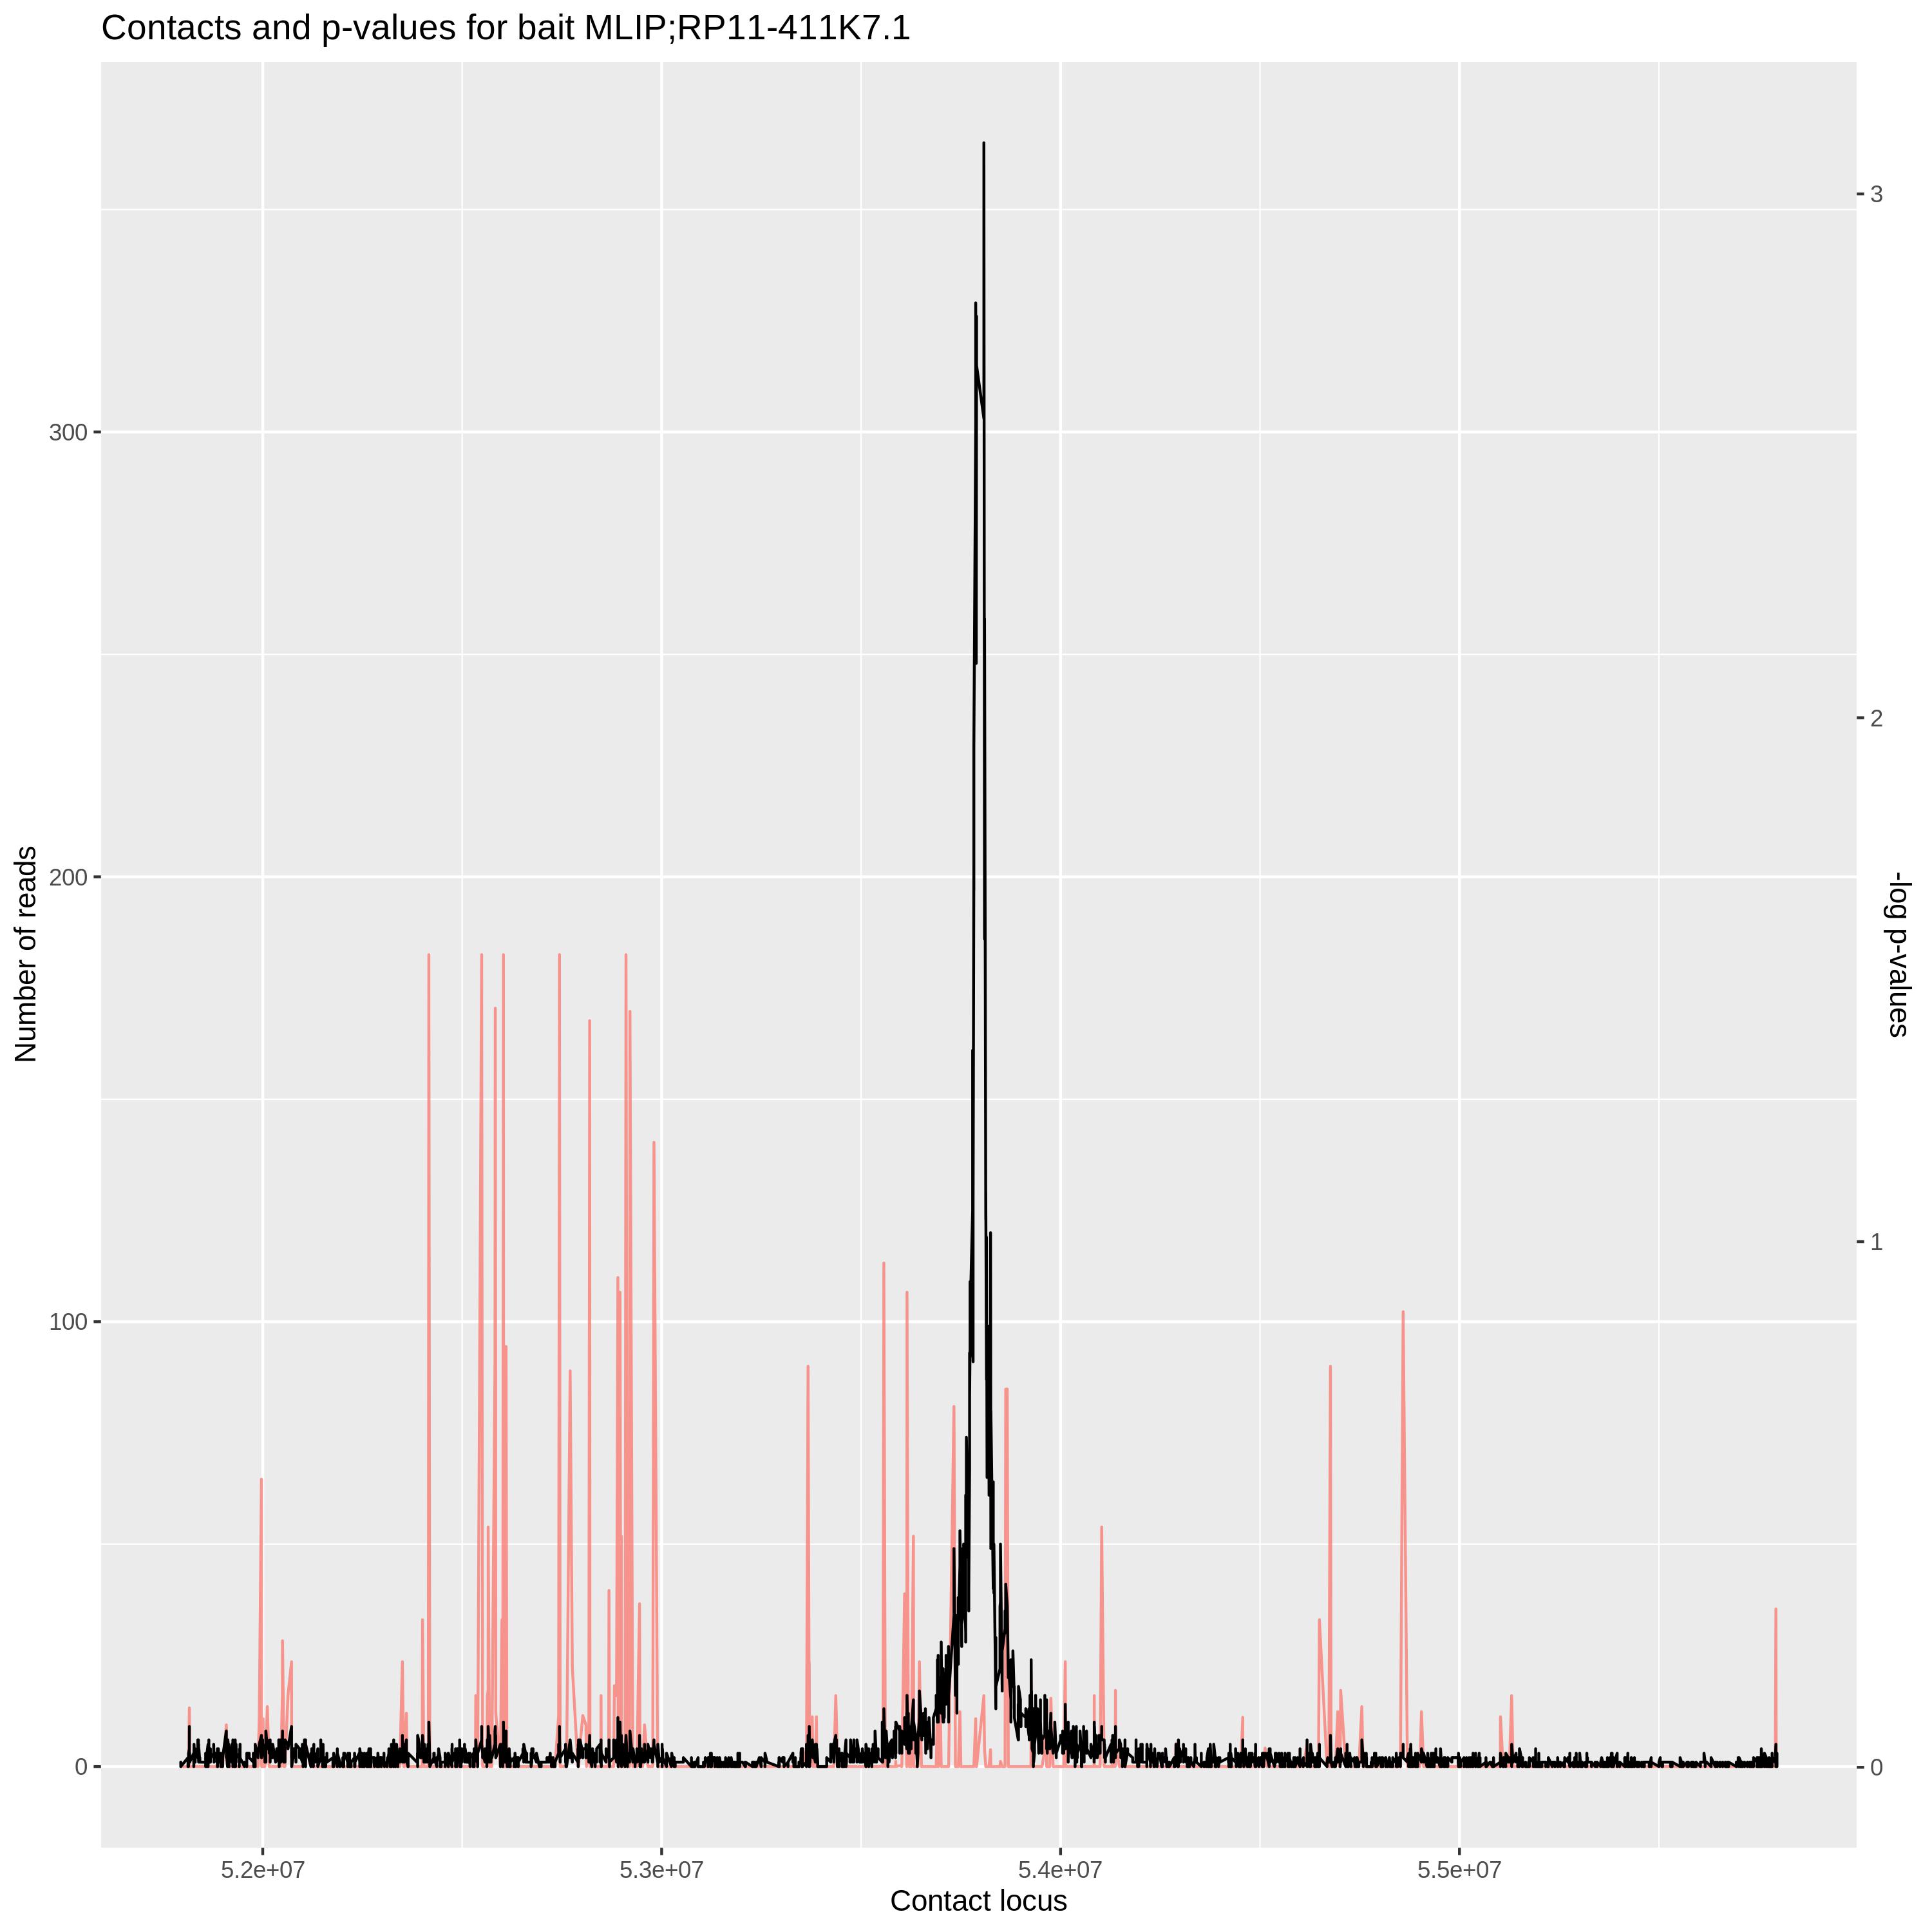 Contacts and p-values for bait MLIP;RP11-411K7.1
Number of reads
300
200
100
0
3
2
1
0
-log p-values
5.2e+07 5.3e+07 5.4e+07 5.5e+07
Contact locus